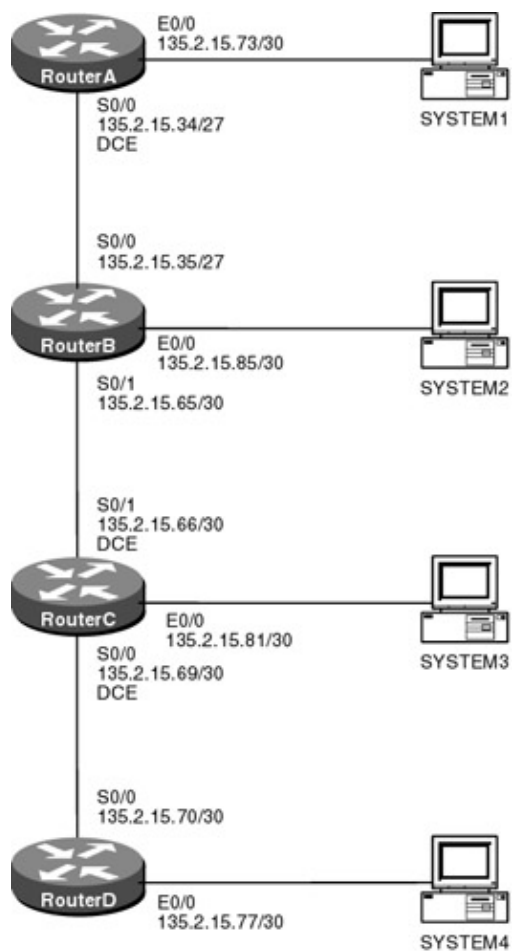 E0/0
135.2.15.73/30
RouterA
SYSTEM1
S0/0
135.2.15.34/27
DCE
S0/0
135.2.15.35/27
RouterB
E0/0
135.2.15.85/30
SYSTEM2
S0/1
135.2.15.65/30
S0/1
135.2.15.66/30
DCE
RouterC
E0/0
135.2.15.81/30
SYSTEM3
S0/0
135.2.15.69/30
DCE
S0/0
135.2.15.70/30
RouterD
E0/0
135.2.15.77/30
SYSTEM4